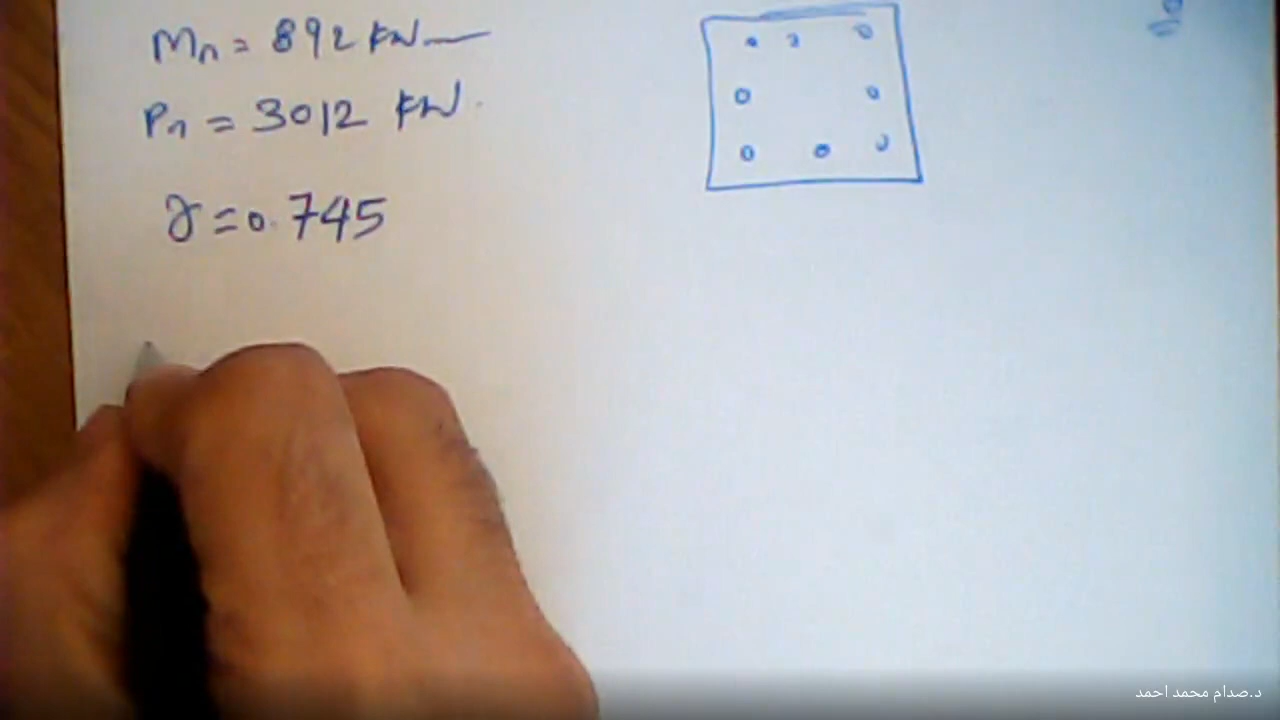 Mn = 892 kN—
Pn = 3012 kN.
γ = 0.745
د.صدام محمد احمد